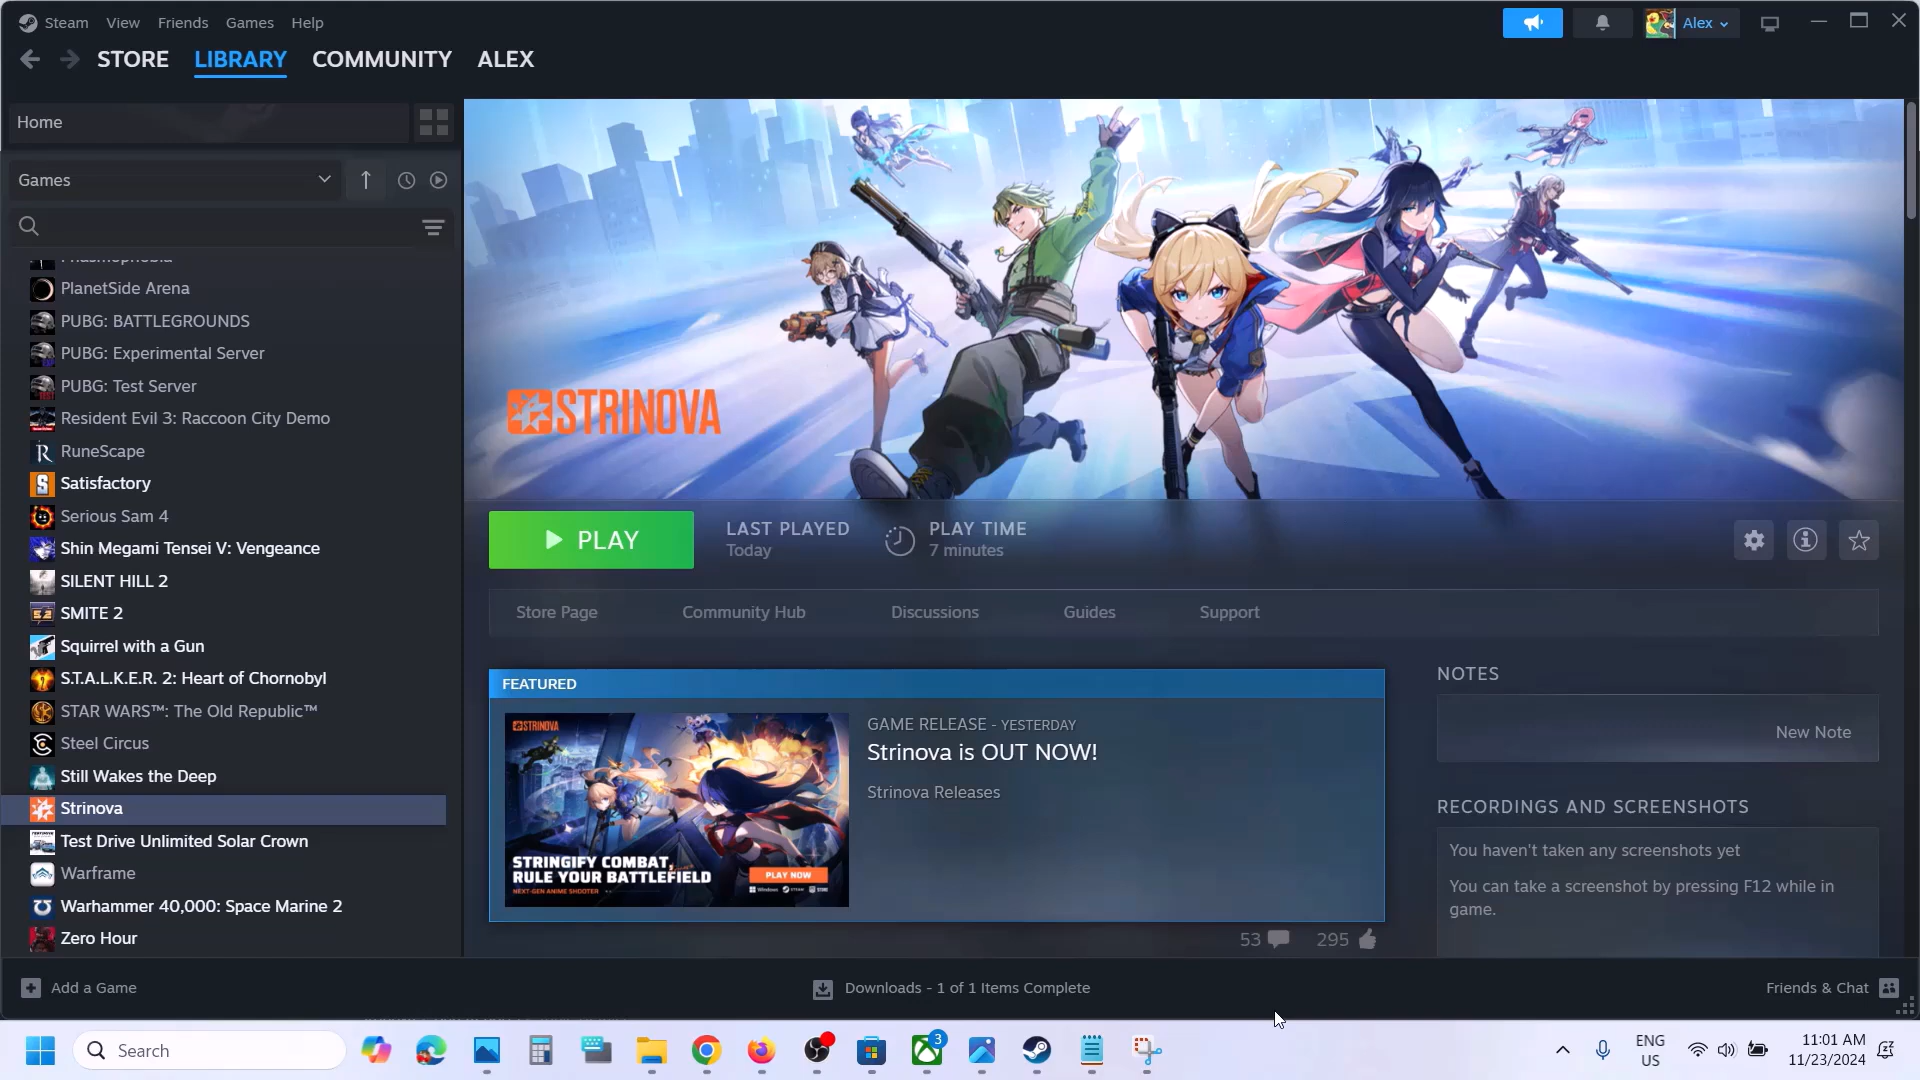 Steam View Friends Games Help
Alex
STORE LIBRARY COMMUNITY ALEX
Home
Games
Phasmophobia
PlanetSide Arena
PUBG: BATTLEGROUNDS
PUBG: Experimental Server
PUBG: Test Server
Resident Evil 3: Raccoon City Demo
RuneScape
Satisfactory
Serious Sam 4
Shin Megami Tensei V: Vengeance
SILENT HILL 2
SMITE 2
Squirrel with a Gun
S.T.A.L.K.E.R. 2: Heart of Chornobyl
STAR WARS™: The Old Republic™
Steel Circus
Still Wakes the Deep
Strinova
Test Drive Unlimited Solar Crown
Warframe
Warhammer 40,000: Space Marine 2
Zero Hour
STRINOVA
PLAY
LAST PLAYED
Today
PLAY TIME
7 minutes
Store Page Community Hub Discussions Guides Support
FEATURED
STRINOVA
STRINGIFY COMBAT,
RULE YOUR BATTLEFIELD
NEXT-GEN ANIME SHOOTER
PLAY NOW
Windows STEAM
GAME RELEASE - YESTERDAY
Strinova is OUT NOW!
Strinova Releases
53 295
NOTES
New Note
RECORDINGS AND SCREENSHOTS
You haven't taken any screenshots yet
You can take a screenshot by pressing F12 while in
game.
Add a Game
Downloads - 1 of 1 Items Complete
Friends & Chat
Search
3
ENG
US
11:01 AM
11/23/2024